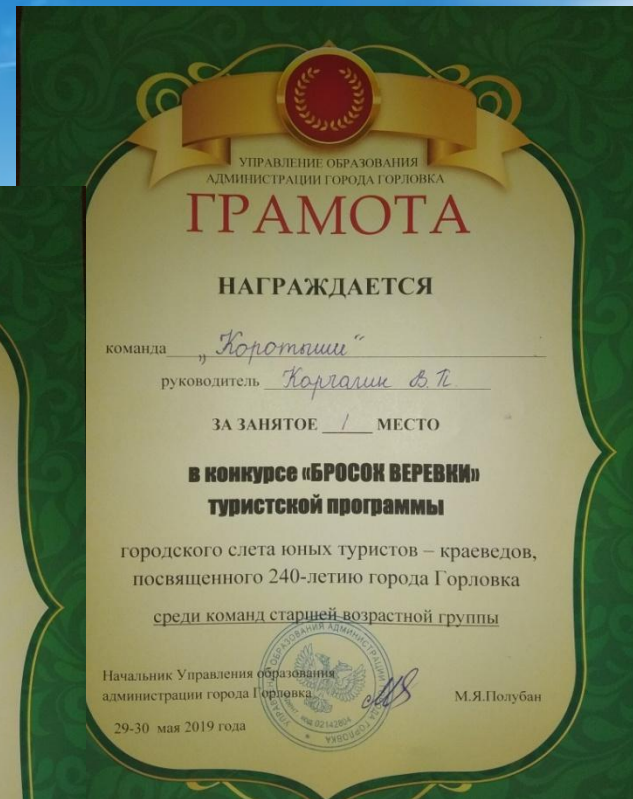 УПРАВЛЕНИЕ ОБРАЗОВАНИЯ
АДМИНИСТРАЦИИ ГОРОДА ГОРЛОВКА
ГРАМОТА
НАГРАЖДАЕТСЯ
команда „Коротыши“
руководитель Корчагин В.П.
ЗА ЗАНЯТОЕ 1 МЕСТО
в конкурсе «БРОСОК ВЕРЕВКИ»
туристской программы
городского слета юных туристов – краеведов,
посвященного 240-летию города Горловка
среди команд старшей возрастной группы
Начальник Управления образования
администрации города Горловка М.Я.Полубан
29-30 мая 2019 года